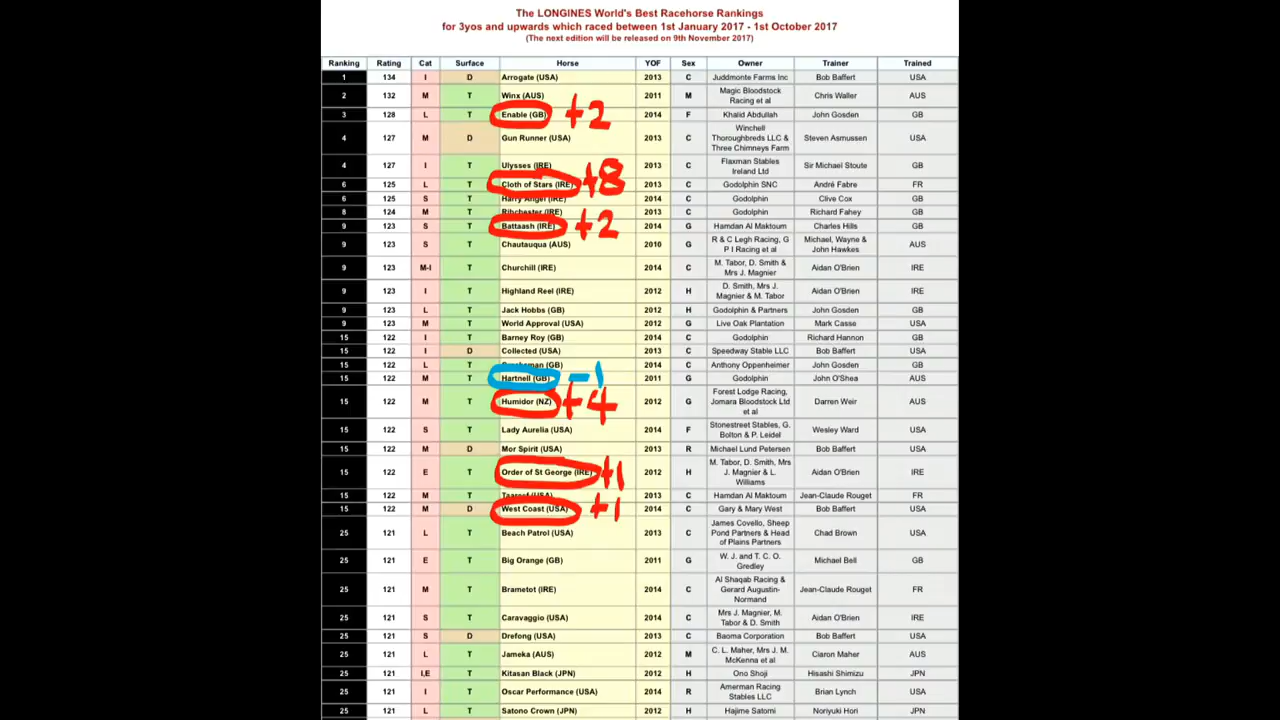 The LONGINES World's Best Racehorse Rankings
for 3yos and upwards which raced between 1st January 2017 - 1st October 2017
(The next edition will be released on 9th November 2017)
Ranking Rating Cat Surface Horse YOF Sex Owner Trainer Trained
1 134 I D Arrogate (USA) 2013 C Juddmonte Farms Inc Bob Baffert USA
2 132 M T Winx (AUS) 2011 M Magic Bloodstock Racing et al Chris Waller AUS
3 128 L T Enable (GB) +2 2014 F Khalid Abdullah John Gosden GB
4 127 M D Gun Runner (USA) 2013 C Winchell Thoroughbreds LLC & Three Chimneys Farm Steven Asmussen USA
4 127 I T Ulysses (IRE) 2013 C Flaxman Stables Ireland Ltd Sir Michael Stoute GB
6 125 L T Cloth of Stars (IRE) +8 2013 C Godolphin SNC André Fabre FR
6 125 S T Harry Angel (IRE) 2014 C Godolphin Clive Cox GB
8 124 M T Ribchester (IRE) 2013 C Godolphin Richard Fahey GB
9 123 S T Battaash (IRE) +2 2014 G Hamdan Al Maktoum Charles Hills GB
9 123 S T Chautauqua (AUS) 2010 G R & C Legh Racing, G P I Racing et al Michael, Wayne & John Hawkes AUS
9 123 M-I T Churchill (IRE) 2014 C M. Tabor, D. Smith & Mrs J. Magnier Aidan O'Brien IRE
9 123 I T Highland Reel (IRE) 2012 H D. Smith, Mrs J. Magnier & M. Tabor Aidan O'Brien IRE
9 123 L T Jack Hobbs (GB) 2012 H Godolphin & Partners John Gosden GB
9 123 M T World Approval (USA) 2012 G Live Oak Plantation Mark Casse USA
15 122 I T Barney Roy (GB) 2014 C Godolphin Richard Hannon GB
15 122 I D Collected (USA) 2013 C Speedway Stable LLC Bob Baffert USA
15 122 L T (GB) 2014 C Anthony Oppenheimer John Gosden GB
15 122 M T Hartnell (GB) -1 2011 G Godolphin John O'Shea AUS
15 122 M T Humidor (NZ) +4 2012 G Forest Lodge Racing, Jomara Bloodstock Ltd et al Darren Weir AUS
15 122 S T Lady Aurelia (USA) 2014 F Stonestreet Stables, G. Bolton & P. Leidel Wesley Ward USA
15 122 M D Mor Spirit (USA) 2013 R Michael Lund Petersen Bob Baffert USA
15 122 E T Order of St George (IRE) +1 2012 H M. Tabor, D. Smith, Mrs J. Magnier & L. Williams Aidan O'Brien IRE
15 122 M T Taareef (USA) 2013 C Hamdan Al Maktoum Jean-Claude Rouget FR
15 122 M D West Coast (USA) +1 2014 C Gary & Mary West Bob Baffert USA
25 121 L T Beach Patrol (USA) 2013 C James Covello, Sheep Pond Partners & Head of Plains Partners Chad Brown USA
25 121 E T Big Orange (GB) 2011 G W. J. and T. C. O. Gredley Michael Bell GB
25 121 M T Brametot (IRE) 2014 C Al Shaqab Racing & Gerard Augustin-Normand Jean-Claude Rouget FR
25 121 S T Caravaggio (USA) 2014 C Mrs J. Magnier, M. Tabor & D. Smith Aidan O'Brien IRE
25 121 S D Drefong (USA) 2013 C Baoma Corporation Bob Baffert USA
25 121 L T Jameka (AUS) 2012 M C. L. Maher, Mrs J. M. McKenna et al Ciaron Maher AUS
25 121 I,E T Kitasan Black (JPN) 2012 H Ono Shoji Hisashi Shimizu JPN
25 121 I T Oscar Performance (USA) 2014 R Amerman Racing Stables LLC Brian Lynch USA
25 121 L T Satono Crown (JPN) 2012 H Hajime Satomi Noriyuki Hori JPN